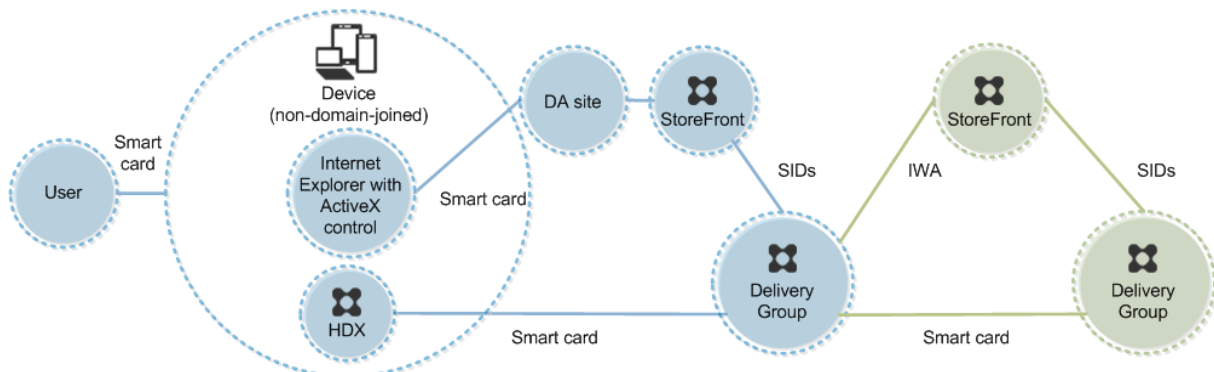 Device
(non-domain-joined)
DA site
StoreFront
StoreFront
Smart
card
User
Internet
Explorer with
ActiveX
control
Smart card
SIDs
IWA
SIDs
HDX
Smart card
Delivery
Group
Smart card
Delivery
Group